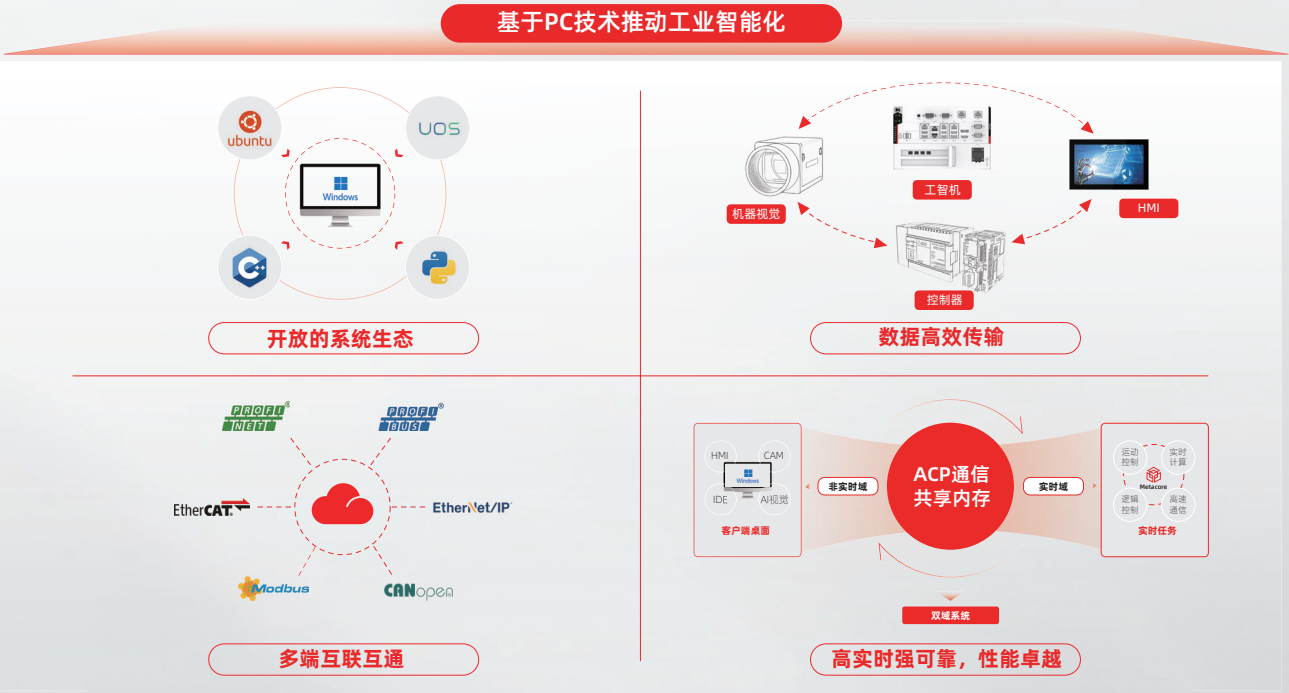 基于PC技术推动工业智能化
ubuntu
UOS
Windows
C++
开放的系统生态
工智机
机器视觉
HMI
控制器
数据高效传输
PROFI
NET
PROFI
BUS
EtherCAT
EtherNet/IP
Modbus
CANopen
多端互联互通
HMI
CAM
Windows
IDE
AI视觉
客户端桌面
非实时域
ACP通信
共享内存
实时域
运动
控制
实时
计算
Metacore
逻辑
控制
高速
通信
实时任务
双域系统
高实时强可靠，性能卓越